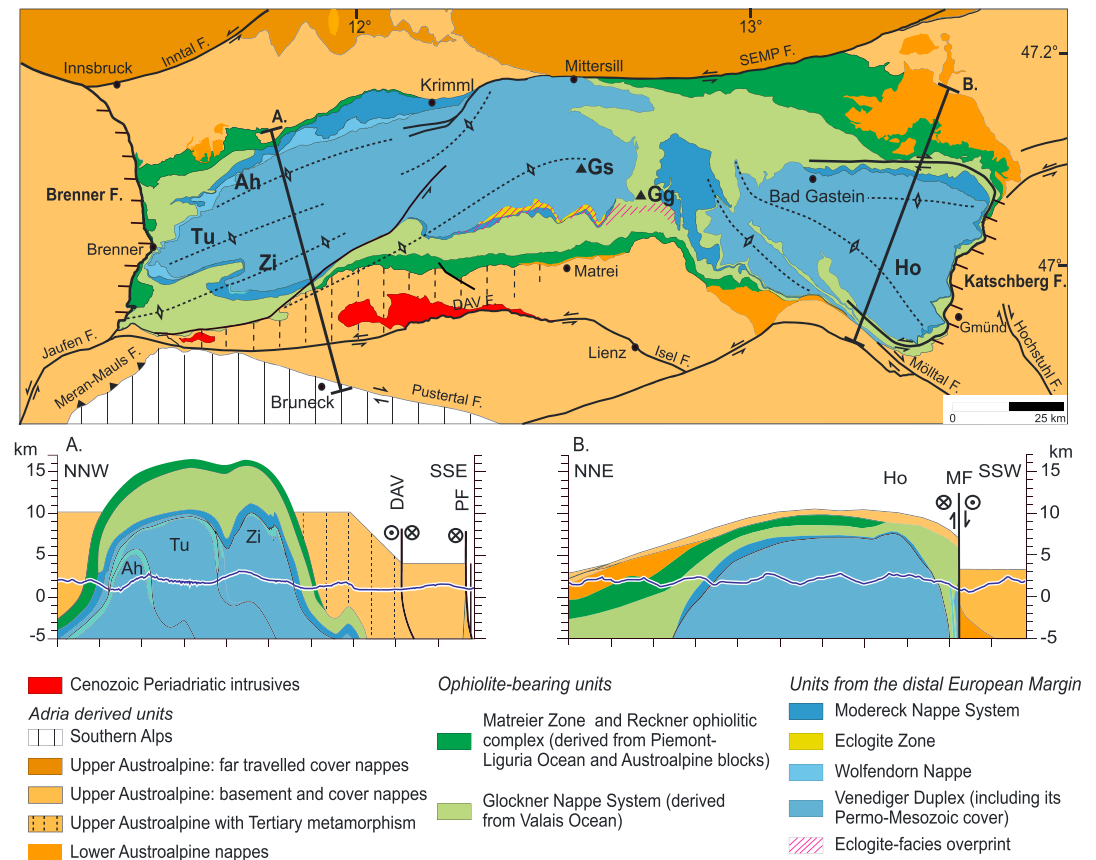 12°
13°
47.2°
Innsbruck
Inntal F.
Krimml
Mittersill
SEMP F.
A.
B.
Ah
Gs
Gg
Brenner F.
Bad Gastein
Tu
Brenner
Zi
Ho
47°
Matrei
Katschberg F.
DAV F.
Gmünd
Jaufen F.
Meran-Mauls F.
Lienz
Isel F.
Mölltal F.
Hochstuhl F.
Bruneck
Pustertal F.
0
25 km
km
A.
NNW
SSE
15
10
5
0
-5
DAV
PF
Tu
Zi
Ah
B.
NNE
Ho
MF
SSW
km
15
10
5
0
-5
Cenozoic Periadriatic intrusives
Adria derived units
Southern Alps
Upper Austroalpine: far travelled cover nappes
Upper Austroalpine: basement and cover nappes
Upper Austroalpine with Tertiary metamorphism
Lower Austroalpine nappes
Ophiolite-bearing units
Matreier Zone and Reckner ophiolitic
complex (derived from Piemont-
Liguria Ocean and Austroalpine blocks)
Glockner Nappe System (derived
from Valais Ocean)
Units from the distal European Margin
Modereck Nappe System
Eclogite Zone
Wolfendorn Nappe
Venediger Duplex (including its
Permo-Mesozoic cover)
Eclogite-facies overprint